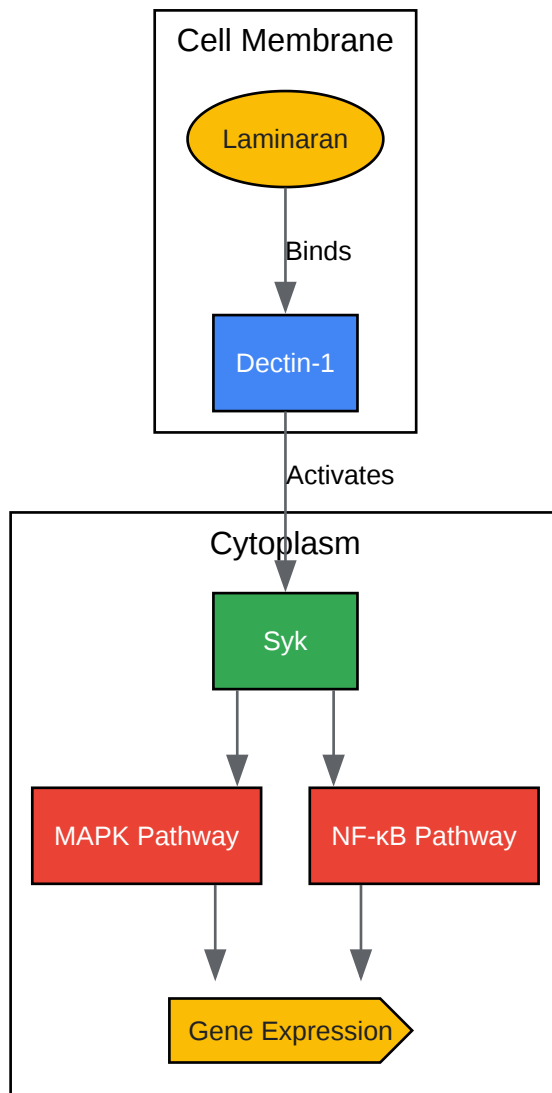 Cell Membrane
Laminaran
Binds
Dectin-1
Activates
Cytoplasm
Syk
MAPK Pathway
NF-κB Pathway
Gene Expression